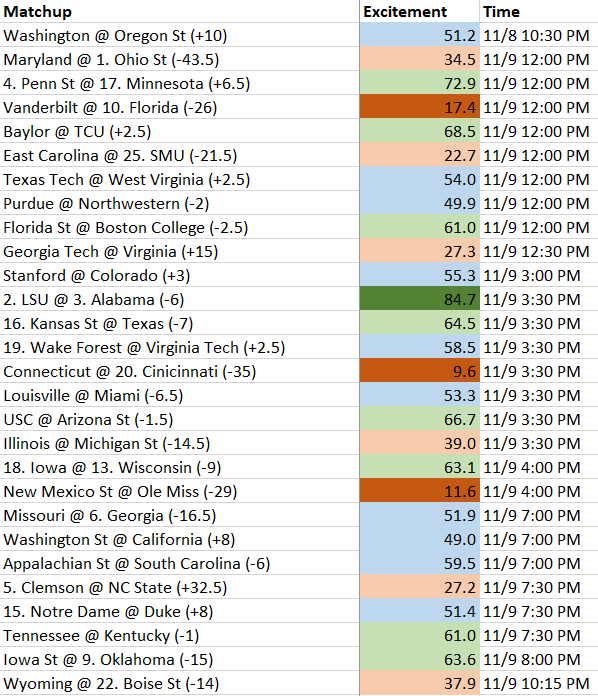 Matchup Excitement Time
Washington @ Oregon St (+10) 51.2 11/8 10:30 PM
Maryland @ 1. Ohio St (-43.5) 34.5 11/9 12:00 PM
4. Penn St @ 17. Minnesota (+6.5) 72.9 11/9 12:00 PM
Vanderbilt @ 10. Florida (-26) 17.4 11/9 12:00 PM
Baylor @ TCU (+2.5) 68.5 11/9 12:00 PM
East Carolina @ 25. SMU (-21.5) 22.7 11/9 12:00 PM
Texas Tech @ West Virginia (+2.5) 54.0 11/9 12:00 PM
Purdue @ Northwestern (-2) 49.9 11/9 12:00 PM
Florida St @ Boston College (-2.5) 61.0 11/9 12:00 PM
Georgia Tech @ Virginia (+15) 27.3 11/9 12:30 PM
Stanford @ Colorado (+3) 55.3 11/9 3:00 PM
2. LSU @ 3. Alabama (-6) 84.7 11/9 3:30 PM
16. Kansas St @ Texas (-7) 64.5 11/9 3:30 PM
19. Wake Forest @ Virginia Tech (+2.5) 58.5 11/9 3:30 PM
Connecticut @ 20. Cinicinnati (-35) 9.6 11/9 3:30 PM
Louisville @ Miami (-6.5) 53.3 11/9 3:30 PM
USC @ Arizona St (-1.5) 66.7 11/9 3:30 PM
Illinois @ Michigan St (-14.5) 39.0 11/9 3:30 PM
18. Iowa @ 13. Wisconsin (-9) 63.1 11/9 4:00 PM
New Mexico St @ Ole Miss (-29) 11.6 11/9 4:00 PM
Missouri @ 6. Georgia (-16.5) 51.9 11/9 7:00 PM
Washington St @ California (+8) 49.0 11/9 7:00 PM
Appalachian St @ South Carolina (-6) 59.5 11/9 7:00 PM
5. Clemson @ NC State (+32.5) 27.2 11/9 7:30 PM
15. Notre Dame @ Duke (+8) 51.4 11/9 7:30 PM
Tennessee @ Kentucky (-1) 61.0 11/9 7:30 PM
Iowa St @ 9. Oklahoma (-15) 63.6 11/9 8:00 PM
Wyoming @ 22. Boise St (-14) 37.9 11/9 10:15 PM